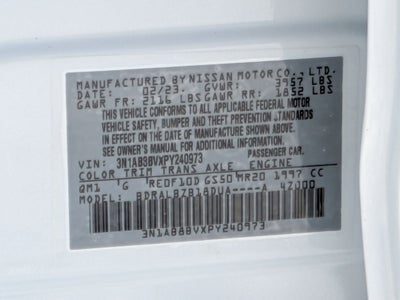 MANUFACTURED BY NISSAN MOTOR CO., LTD.
DATE: 02/23. GVWR: 3957 LBS
GAWR FR: 2116 LBS GAWR RR: 1852 LBS
THIS VEHICLE CONFORMS TO ALL APPLICABLE FEDERAL MOTOR
VEHICLE SAFETY, BUMPER AND THEFT PREVENTION STANDARDS
IN EFFECT ON THE DATE OF MANUFACTURE SHOWN ABOVE.
SEE OWNER'S MANUAL FOR ADDITIONAL INFORMATION
VIN: 3N1AB8BVXPY240973 PASSENGER CAR.
COLOR TRIM TRANS AXLE ENGINE
QM1 G RE0F10D GS50 MR20 1997 CC
MODEL: BDRALBZB18DUA----A 4Z000
3N1AB8BVXPY240973